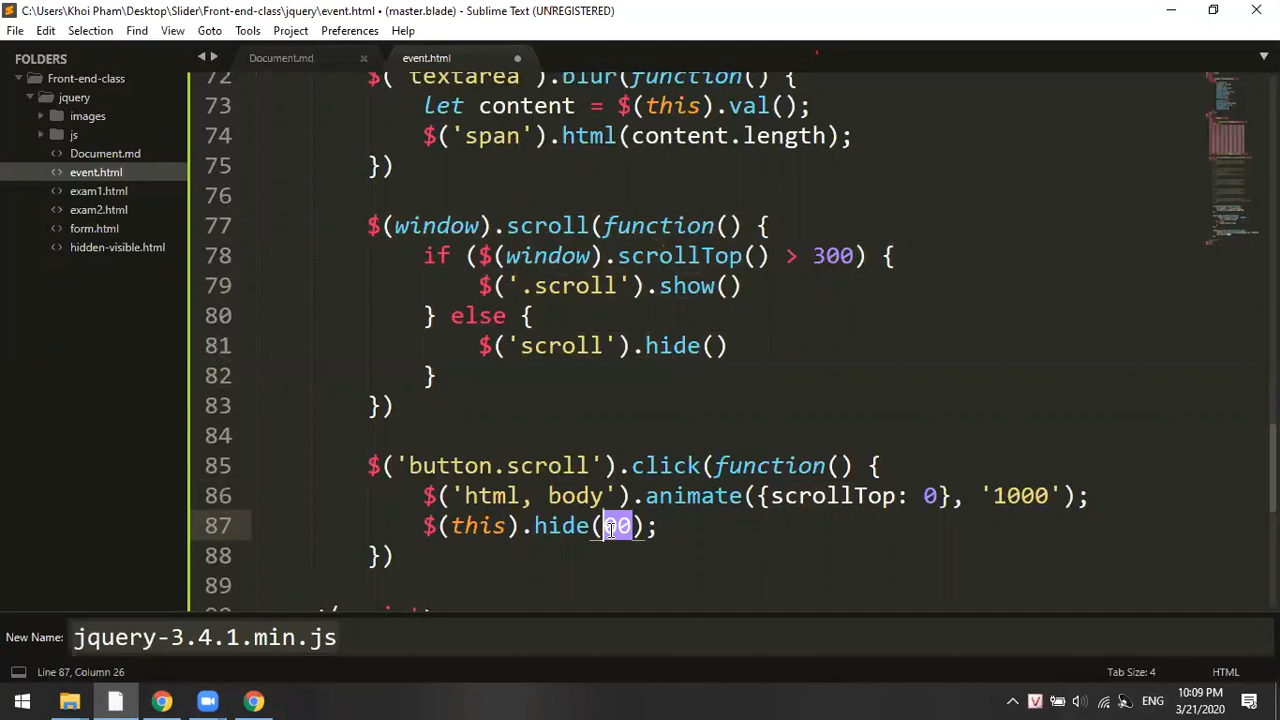 C:\Users\Khoi Pham\Desktop\Slider\Front-end-class\jquery\event.html • (master.blade) - Sublime Text (UNREGISTERED)
File Edit Selection Find View Goto Tools Project Preferences Help
FOLDERS
Front-end-class
jquery
images
js
Document.md
event.html
exam1.html
exam2.html
form.html
hidden-visible.html
Document.md
event.html
72 $('textarea').blur(function() {
73 let content = $(this).val();
74 $('span').html(content.length);
75 })
76
77 $(window).scroll(function() {
78 if ($(window).scrollTop() > 300) {
79 $('.scroll').show()
80 } else {
81 $('scroll').hide()
82 }
83 })
84
85 $('button.scroll').click(function() {
86 $('html, body').animate({scrollTop: 0}, '1000');
87 $(this).hide(00);
88 })
89
New Name: jquery-3.4.1.min.js
Line 87, Column 26
Tab Size: 4
HTML
ENG
10:09 PM
3/21/2020